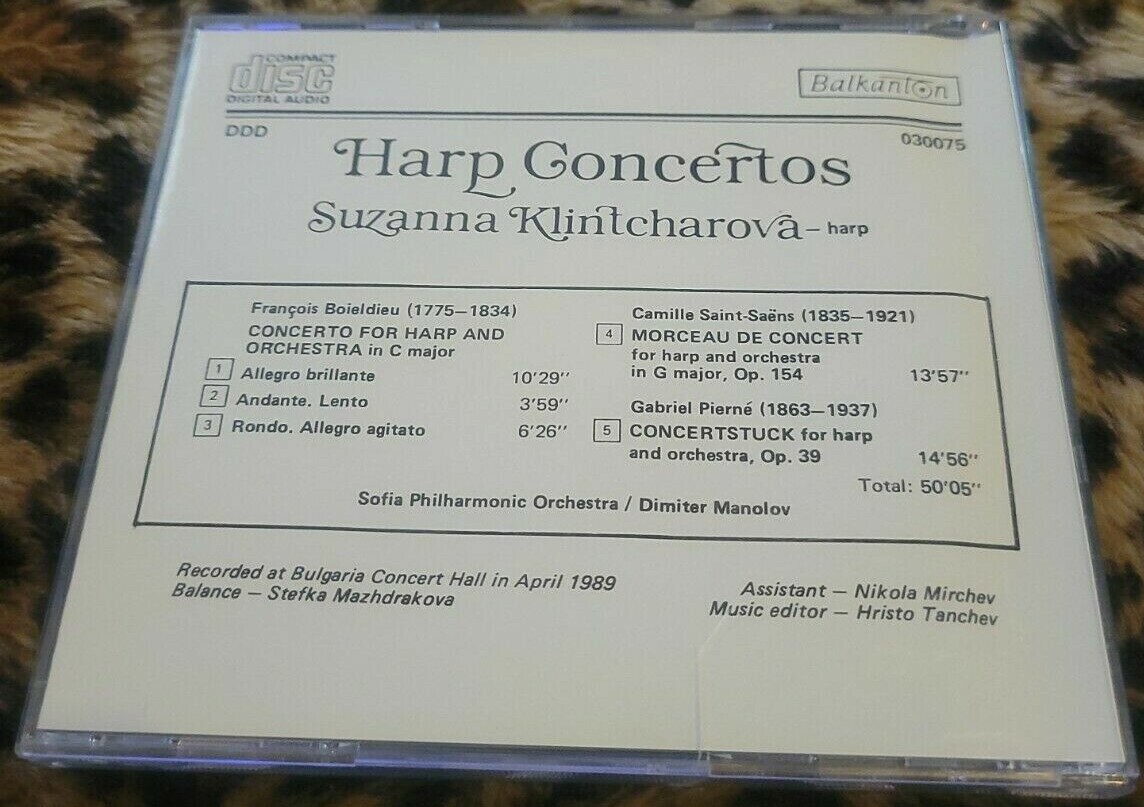 COMPACT
disc
DIGITAL AUDIO
Balkanton
DDD
030075
Harp Concertos
Suzanna Klintcharova – harp
François Boieldieu (1775–1834)
CONCERTO FOR HARP AND
ORCHESTRA in C major
1 Allegro brillante 10'29''
2 Andante. Lento 3'59''
3 Rondo. Allegro agitato 6'26''
Camille Saint-Saëns (1835–1921)
4 MORCEAU DE CONCERT
for harp and orchestra
in G major, Op. 154 13'57''
Gabriel Pierné (1863–1937)
5 CONCERTSTUCK for harp
and orchestra, Op. 39 14'56''
Total: 50'05''
Sofia Philharmonic Orchestra / Dimiter Manolov
Recorded at Bulgaria Concert Hall in April 1989
Balance – Stefka Mazhdrakova
Assistant – Nikola Mirchev
Music editor – Hristo Tanchev